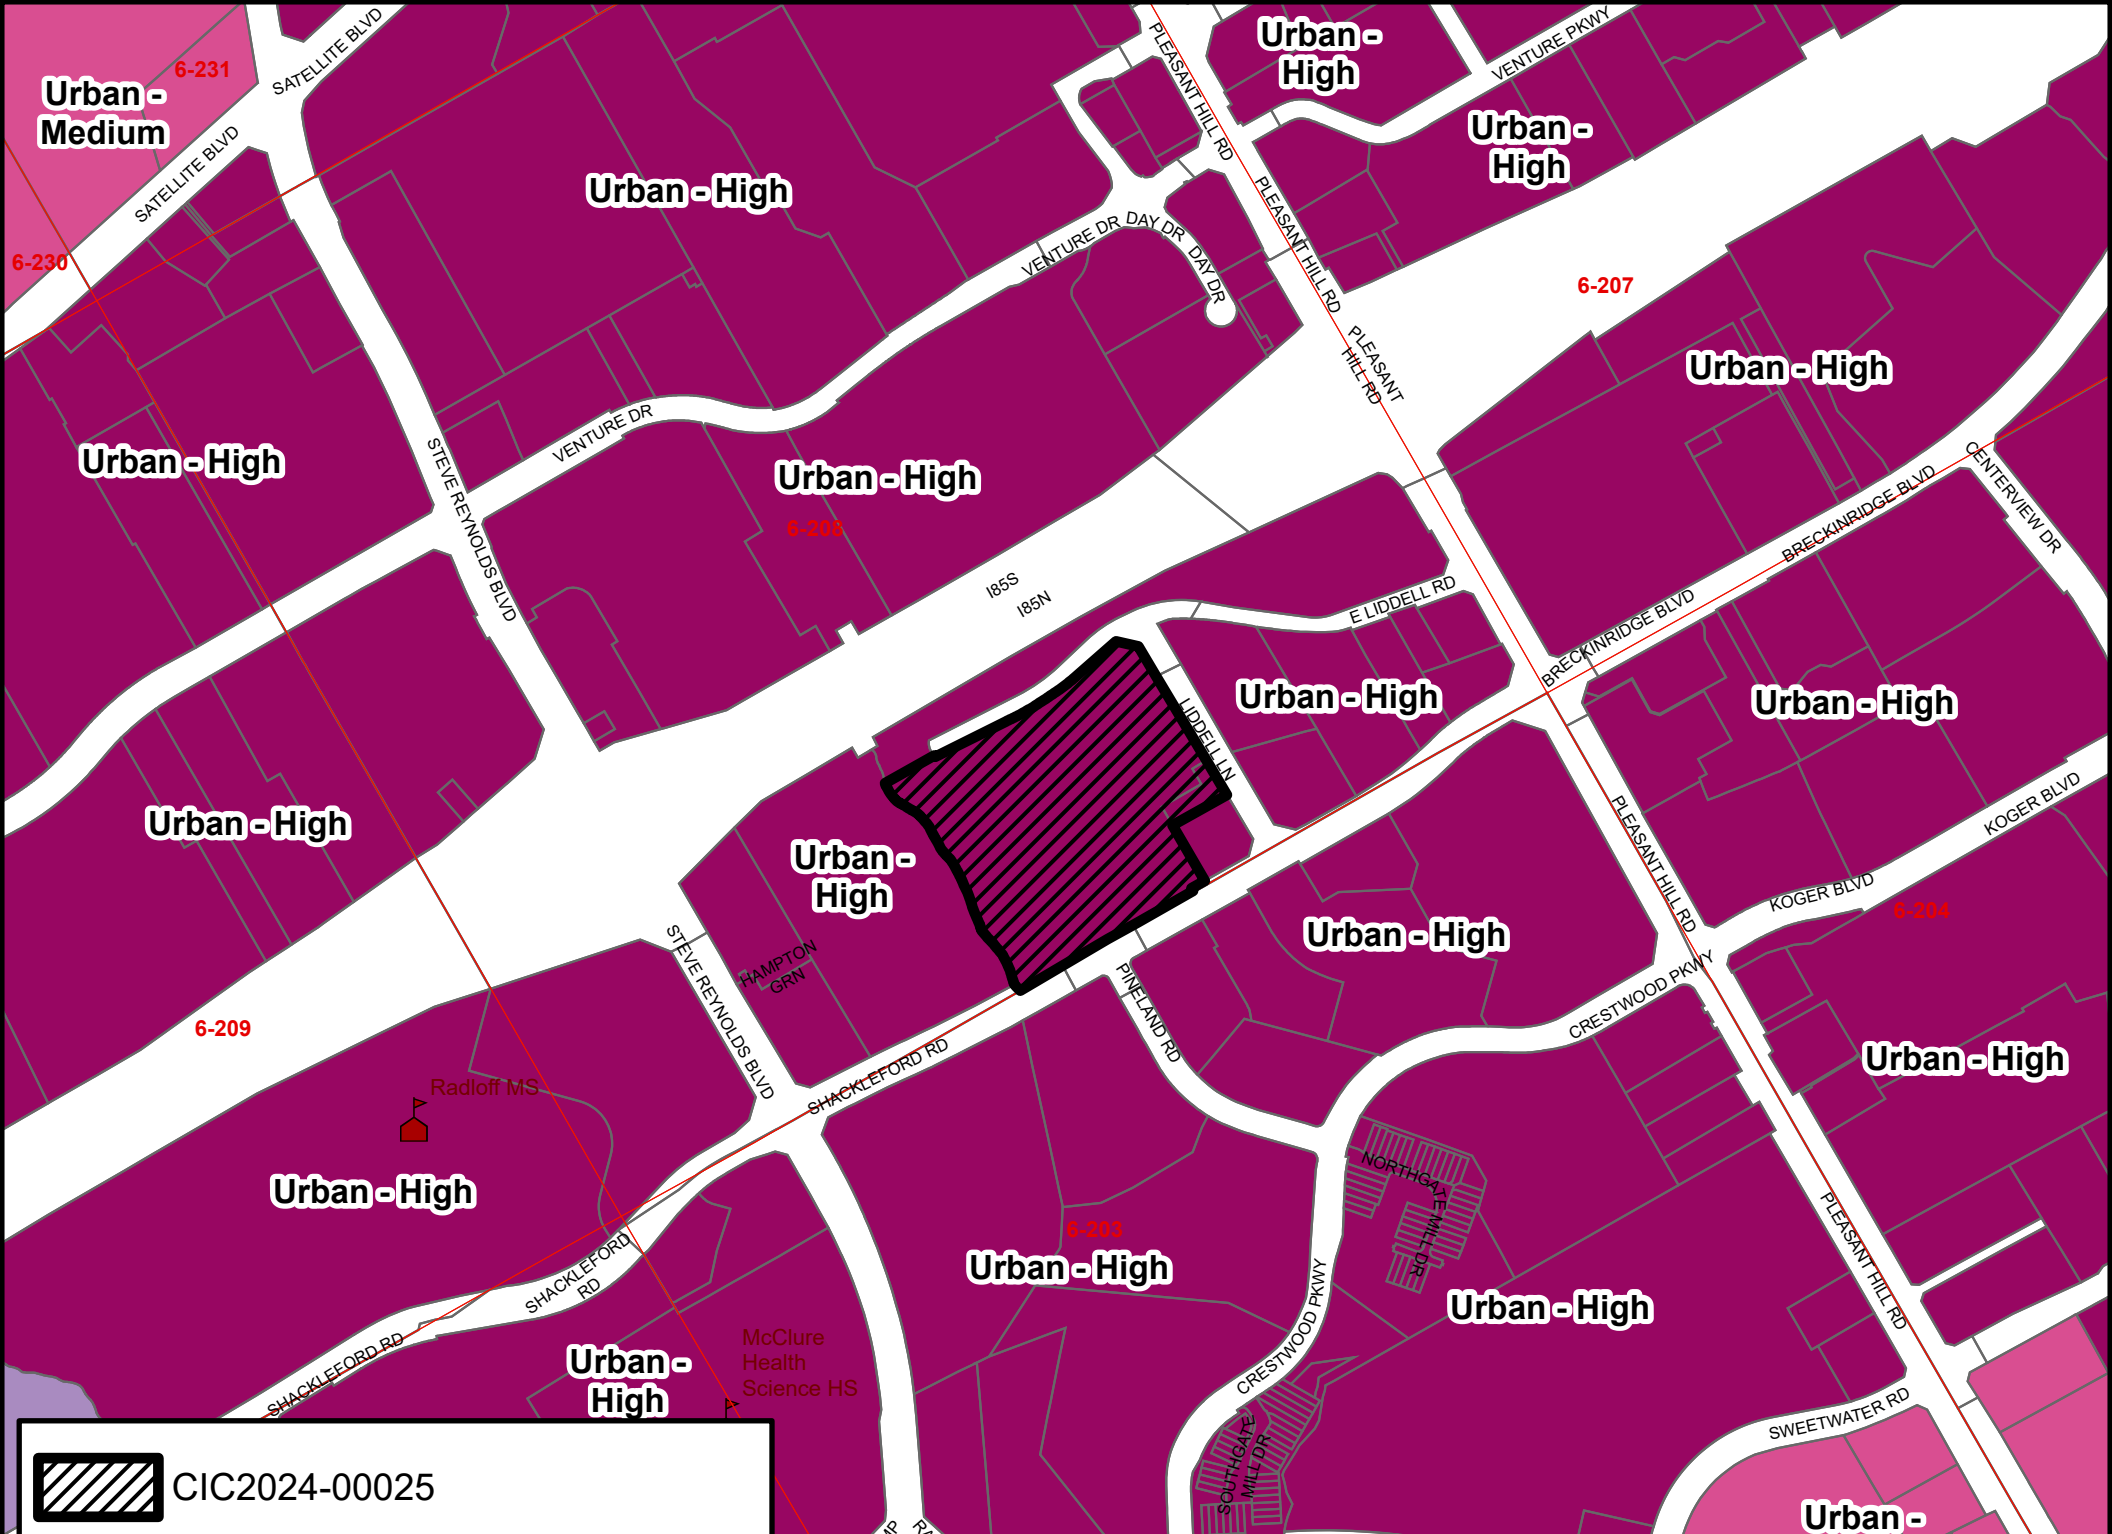 SATELLITE BLVD
6-231
Urban -
Medium
SATELLITE BLVD
6-230
Urban - High
PLEASANT HILL RD
Urban -
High
VENTURE PKWY
Urban -
High
PLEASANT HILL RD
VENTURE DR
DAY DR
DAY DR
PLEASANT HILL RD
6-207
PLEASANT
HILL RD
Urban - High
Urban - High
VENTURE DR
STEVE REYNOLDS BLVD
Urban - High
6-208
BRECKINRIDGE BLVD
CENTERVIEW DR
I85S
I85N
E LIDDELL RD
BRECKINRIDGE BLVD
Urban - High
LIDDELL LN
Urban - High
Urban - High
Urban -
High
PLEASANT HILL RD
KOGER BLVD
KOGER BLVD
6-204
Urban - High
STEVE REYNOLDS BLVD
HAMPTON
GRN
PINELAND RD
CRESTWOOD PKWY
6-209
SHACKLEFORD RD
Urban - High
Radloff MS
Urban - High
NORTHGATE MILL DR
PLEASANT HILL RD
6-203
Urban - High
SHACKLEFORD
RD
CRESTWOOD PKWY
Urban - High
SHACKLEFORD RD
Urban -
High
McClure
Health
Science HS
SOUTHGATE
MILL DR
SWEETWATER RD
CIC2024-00025
Urban -